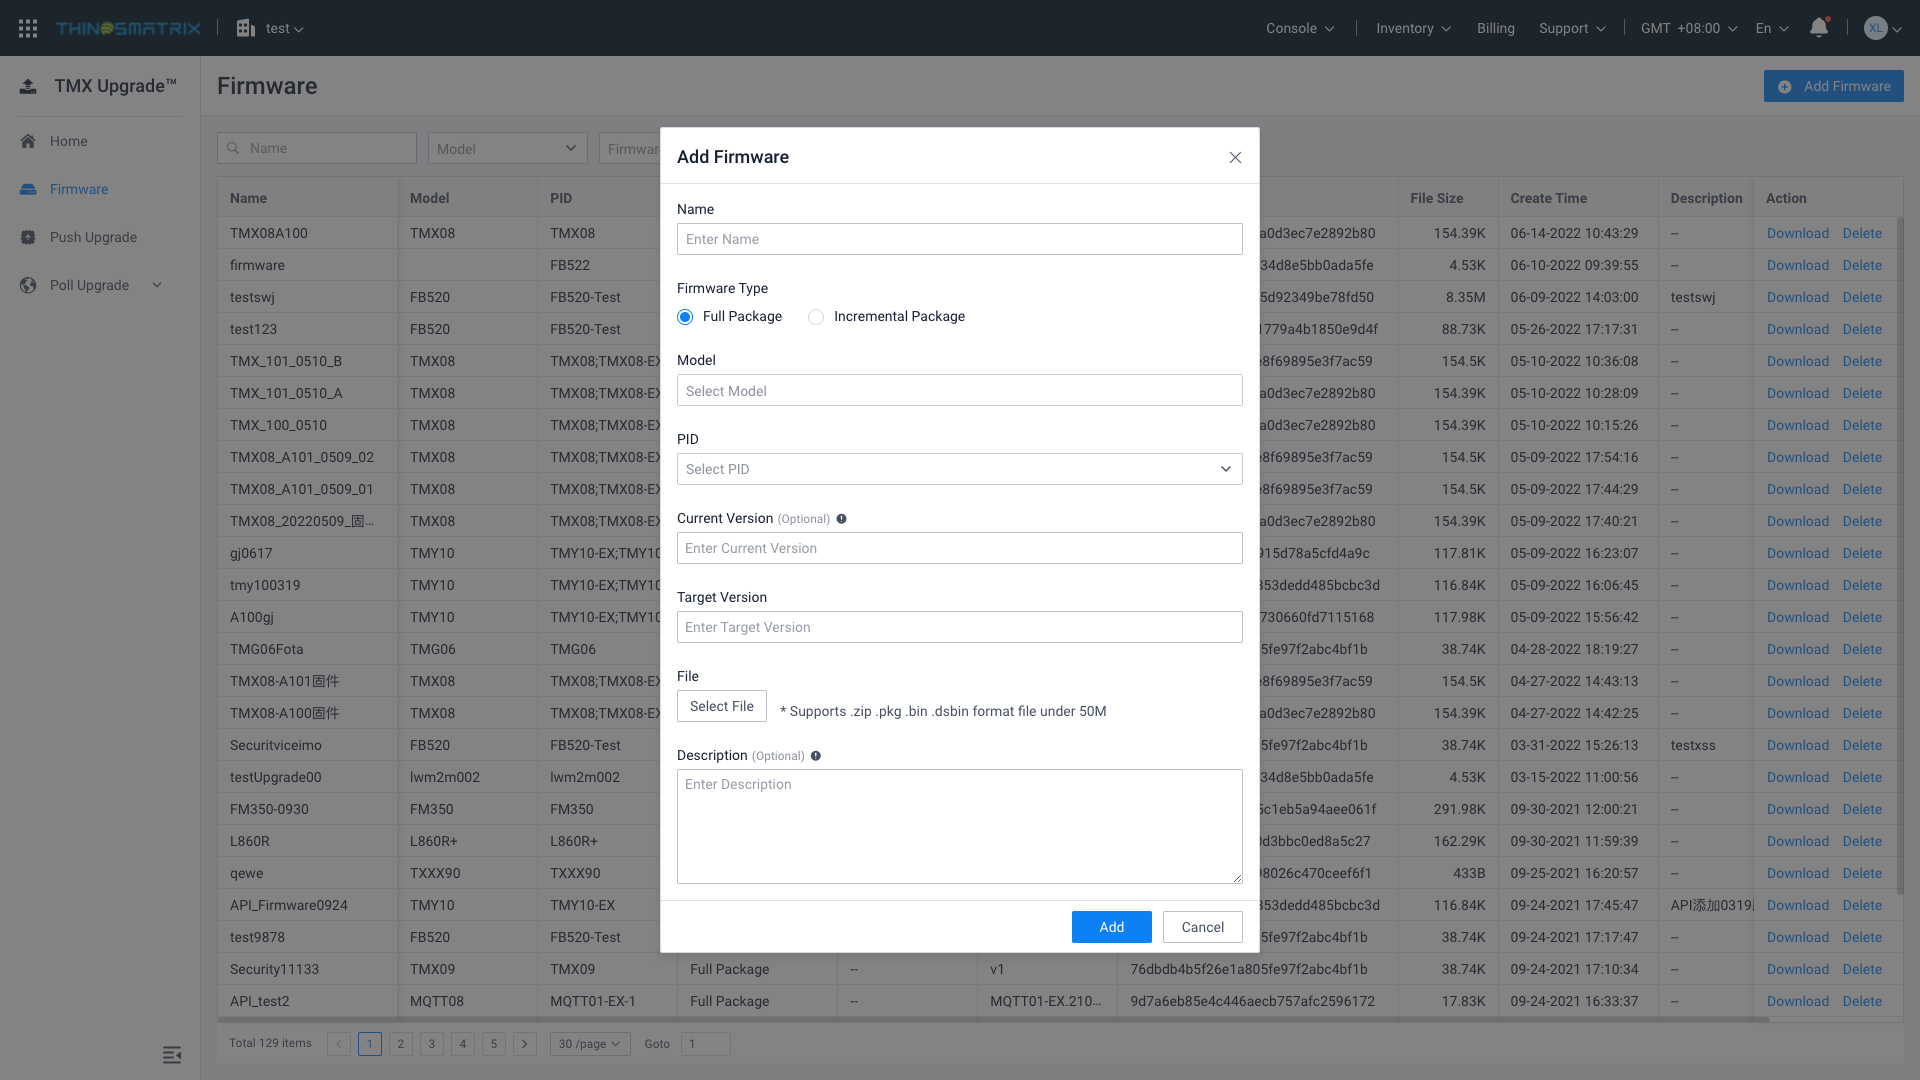 THINGSMATRIX
test
Console
Inventory
Billing
Support
GMT +08:00
En
XL
TMX Upgrade™
Home
Firmware
Push Upgrade
Poll Upgrade
Firmware
Add Firmware
Name
Model
Name Model PID File Size Create Time Description Action
TMX08A100 TMX08 TMX08 154.39K 06-14-2022 10:43:29 -- Download Delete
firmware FB522 4.53K 06-10-2022 09:39:55 -- Download Delete
testswj FB520 FB520-Test 8.35M 06-09-2022 14:03:00 testswj Download Delete
test123 FB520 FB520-Test 88.73K 05-26-2022 17:17:31 -- Download Delete
TMX_101_0510_B TMX08 TMX08;TMX08-EX 154.5K 05-10-2022 10:36:08 -- Download Delete
TMX_101_0510_A TMX08 TMX08;TMX08-EX 154.39K 05-10-2022 10:28:09 -- Download Delete
TMX_100_0510 TMX08 TMX08;TMX08-EX 154.39K 05-10-2022 10:15:26 -- Download Delete
TMX08_A101_0509_02 TMX08 TMX08;TMX08-EX 154.5K 05-09-2022 17:54:16 -- Download Delete
TMX08_A101_0509_01 TMX08 TMX08;TMX08-EX 154.5K 05-09-2022 17:44:29 -- Download Delete
TMX08_20220509_固... TMX08 TMX08;TMX08-EX 154.39K 05-09-2022 17:40:21 -- Download Delete
gj0617 TMY10 TMY10-EX;TMY10 117.81K 05-09-2022 16:23:07 -- Download Delete
tmy100319 TMY10 TMY10-EX;TMY10 116.84K 05-09-2022 16:06:45 -- Download Delete
A100gj TMY10 TMY10-EX;TMY10 117.98K 05-09-2022 15:56:42 -- Download Delete
TMG06Fota TMG06 TMG06 38.74K 04-28-2022 18:19:27 -- Download Delete
TMX08-A101固件 TMX08 TMX08;TMX08-EX 154.5K 04-27-2022 14:43:13 -- Download Delete
TMX08-A100固件 TMX08 TMX08;TMX08-EX 154.39K 04-27-2022 14:42:25 -- Download Delete
Securitviceimo FB520 FB520-Test 38.74K 03-31-2022 15:26:13 testxss Download Delete
testUpgrade00 lwm2m002 lwm2m002 4.53K 03-15-2022 11:00:56 -- Download Delete
FM350-0930 FM350 FM350 291.98K 09-30-2021 12:00:21 -- Download Delete
L860R L860R+ L860R+ 162.29K 09-30-2021 11:59:39 -- Download Delete
qewe TXXX90 TXXX90 433B 09-25-2021 16:20:57 -- Download Delete
API_Firmware0924 TMY10 TMY10-EX 116.84K 09-24-2021 17:45:47 API添加0319 Download Delete
test9878 FB520 FB520-Test 38.74K 09-24-2021 17:17:47 -- Download Delete
Security11133 TMX09 TMX09 Full Package -- v1 76dbdb4b5f26e1a805fe97f2abc4bf1b 38.74K 09-24-2021 17:10:34 -- Download Delete
API_test2 MQTT08 MQTT01-EX-1 Full Package -- MQTT01-EX.210... 9d7a6eb85e4c446aecb757afc2596172 17.83K 09-24-2021 16:33:37 -- Download Delete
Total 129 items
1 2 3 4 5
30 /page
Goto
1
Add Firmware
Name
Enter Name
Firmware Type
Full Package
Incremental Package
Model
Select Model
PID
Select PID
Current Version (Optional)
Enter Current Version
Target Version
Enter Target Version
File
Select File
* Supports .zip .pkg .bin .dsbin format file under 50M
Description (Optional)
Enter Description
Add
Cancel